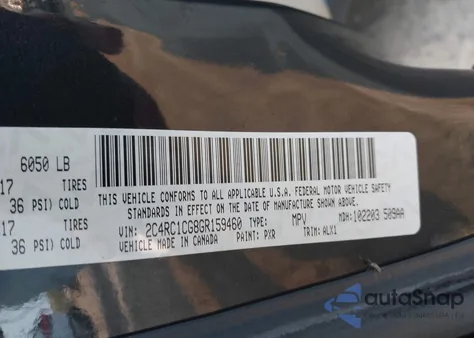 6050 LB
17 TIRES
36 PSI) COLD
17 TIRES
36 PSI) COLD
THIS VEHICLE CONFORMS TO ALL APPLICABLE U.S.A. FEDERAL MOTOR VEHICLE SAFETY
STANDARDS IN EFFECT ON THE DATE OF MANUFACTURE SHOWN ABOVE
VIN: 2C4RC1CG8GR159460 TYPE: MPV MDH: 102203 509AA
MADE IN CANADA PAINT: PXR TRIM: ALX1
autoSnap